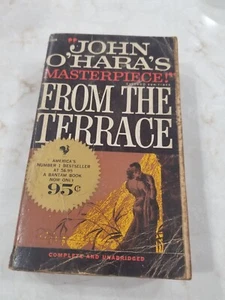 "JOHN
O'HARA'S
MASTERPIECE!"
FROM THE
TERRACE
AMERICA'S
NUMBER 1 BESTSELLER
AT $6.95
A BANTAM BOOK
NOW ONLY
95¢
COMPLETE AND UNABRIDGED